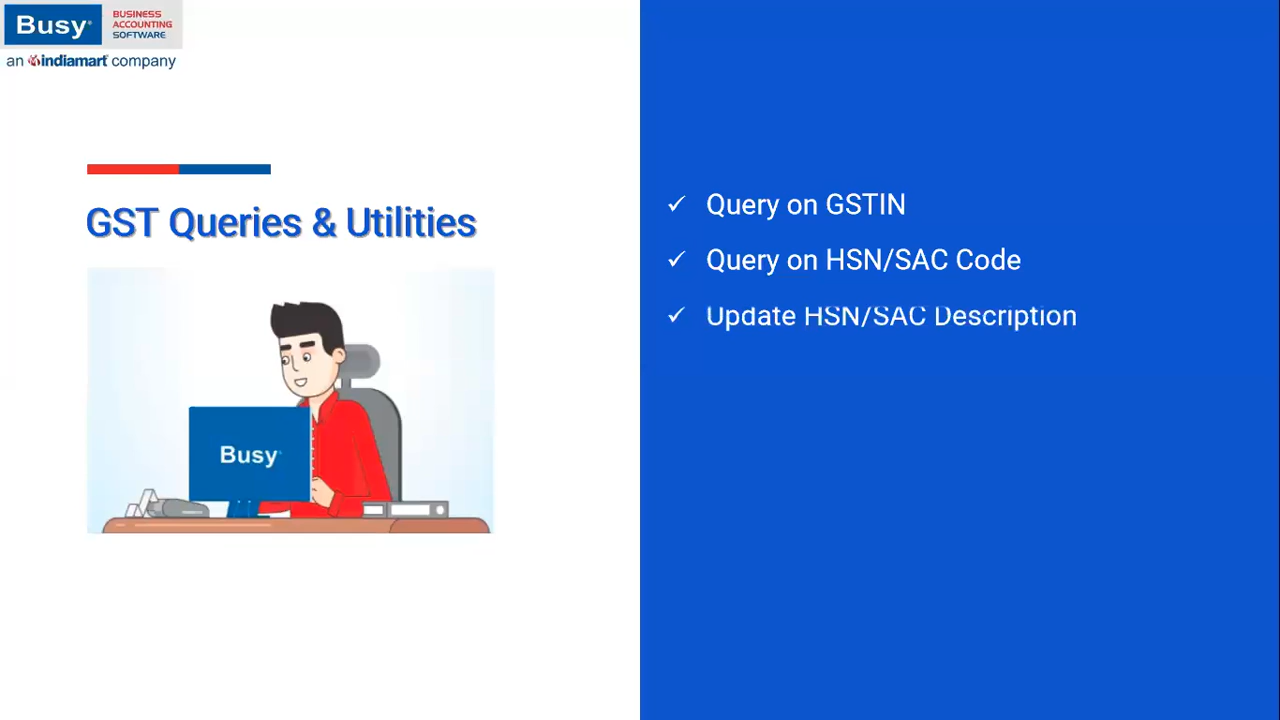 Busy
BUSINESS
ACCOUNTING
SOFTWARE
an indiamart company
GST Queries & Utilities
Busy
✓ Query on GSTIN
✓ Query on HSN/SAC Code
✓ Update HSN/SAC Description